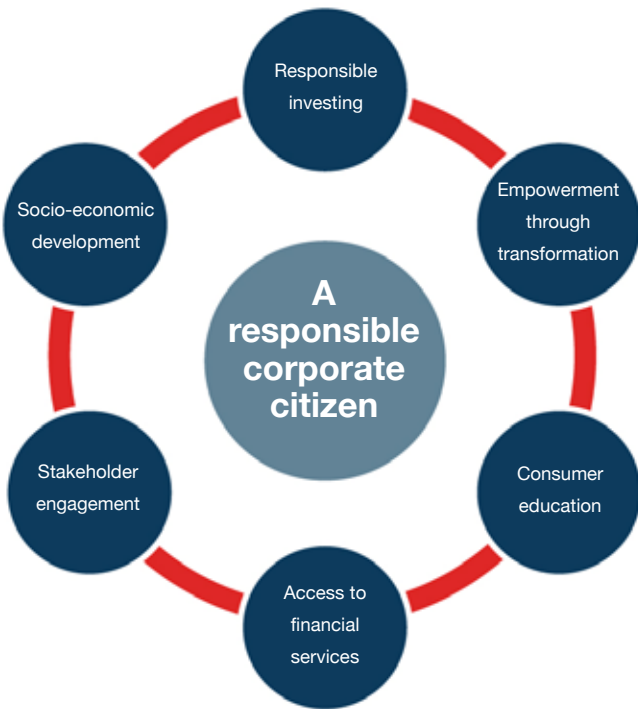 Responsible
investing
Empowerment
through
transformation
Consumer
education
Access to
financial
services
Stakeholder
engagement
Socio-economic
development
A
responsible
corporate
citizen